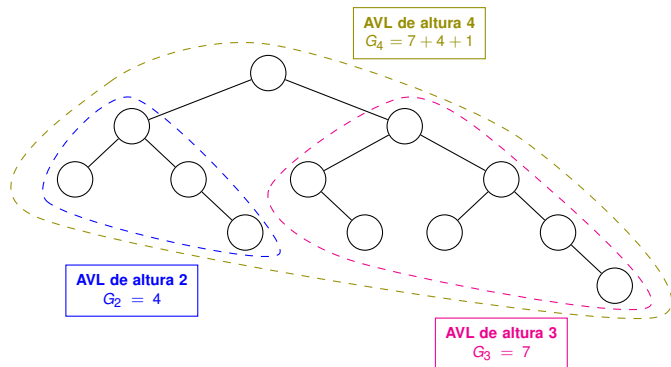 AVL de altura 4
G₄ = 7 + 4 + 1
AVL de altura 2
G₂ = 4
AVL de altura 3
G₃ = 7